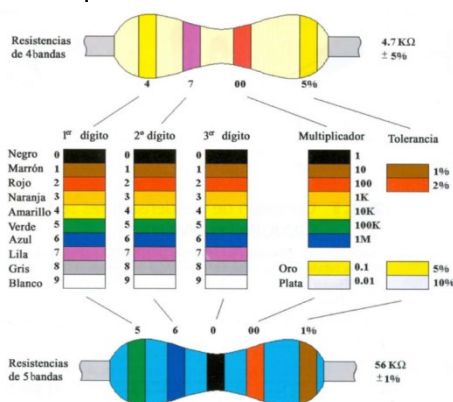 Resistencias
de 4 bandas
4.7 KΩ
± 5%
4 7 00 5%
1er dígito 2º dígito 3er dígito Multiplicador Tolerancia
Negro 0 0 0 1
Marrón 1 1 1 10 1%
Rojo 2 2 2 100 2%
Naranja 3 3 3 1K
Amarillo 4 4 4 10K
Verde 5 5 5 100K
Azul 6 6 6 1M
Lila 7 7 7
Gris 8 8 8 Oro 0.1 5%
Blanco 9 9 9 Plata 0.01 10%
5 6 0 00 1%
Resistencias
de 5 bandas
56 KΩ
±1%